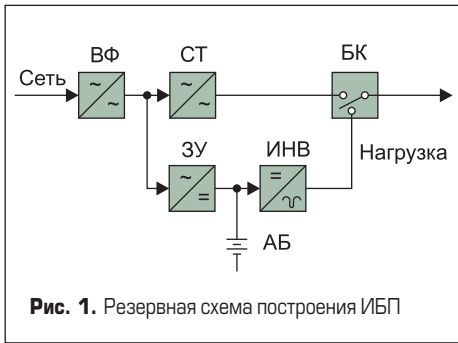 ВФ СТ БК
Сеть
ЗУ ИНВ
Нагрузка
АБ
Рис. 1. Резервная схема построения ИБП